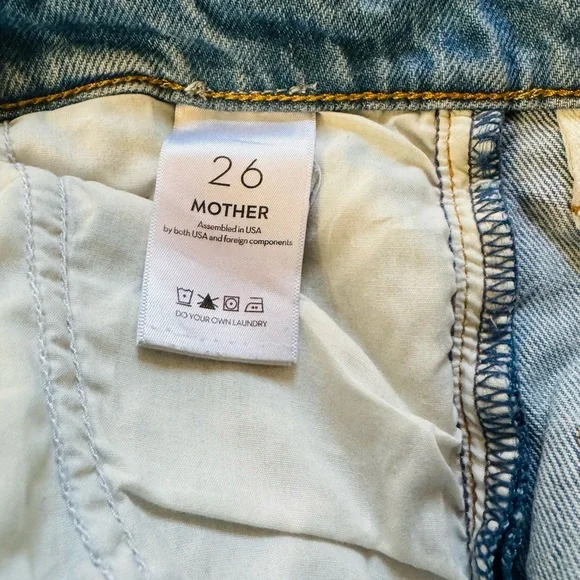 26
MOTHER
Assembled in USA
by both USA and foreign components
DO YOUR OWN LAUNDRY